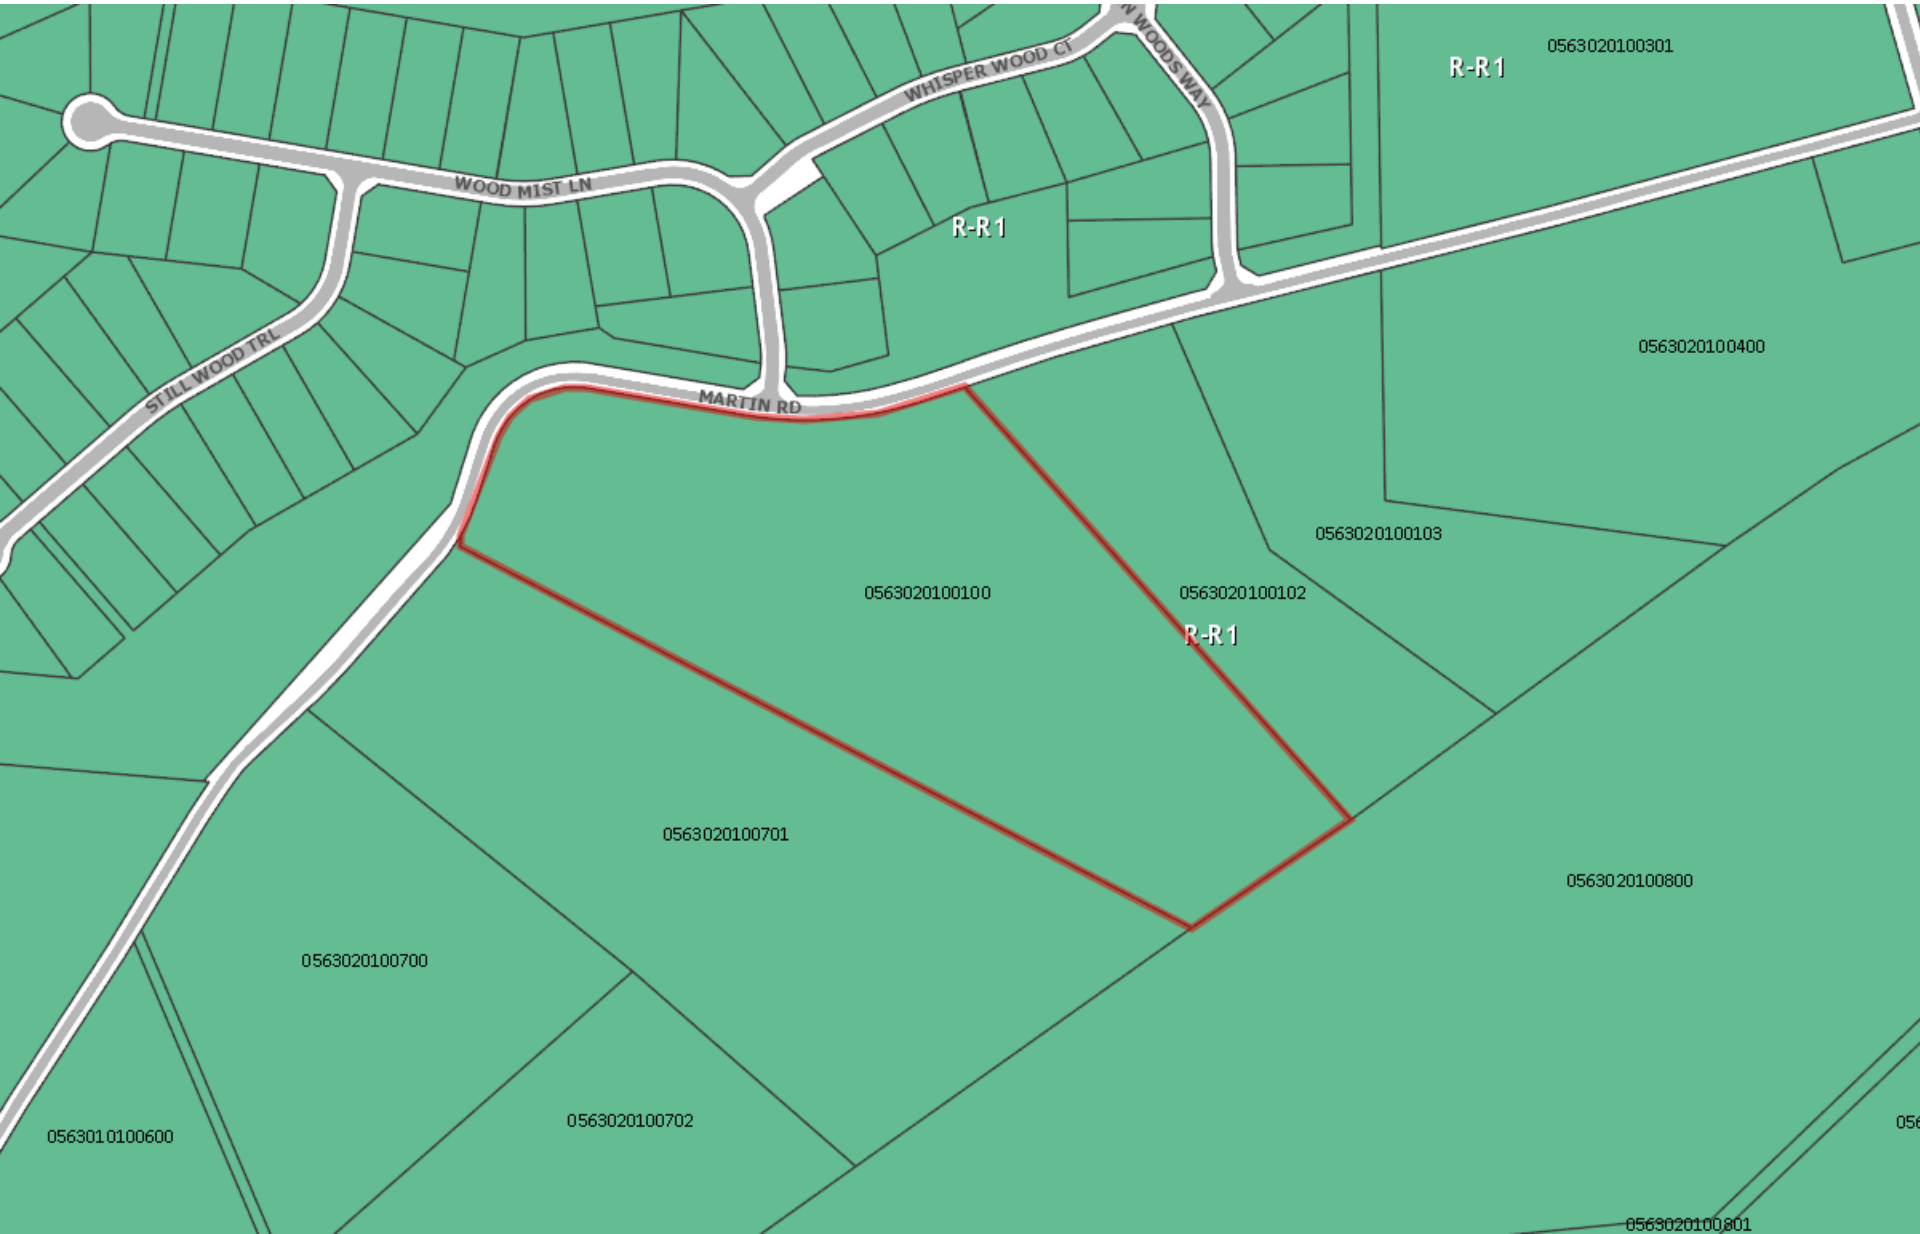 0563020100301
R-R1
WHISPER WOOD CT
N WOODS WAY
WOOD MIST LN
R-R1
STILL WOOD TRL
0563020100400
MARTIN RD
0563020100103
0563020100100
0563020100102
R-R1
0563020100701
0563020100800
0563020100700
0563020100702
056
0563010100600
0563020100801